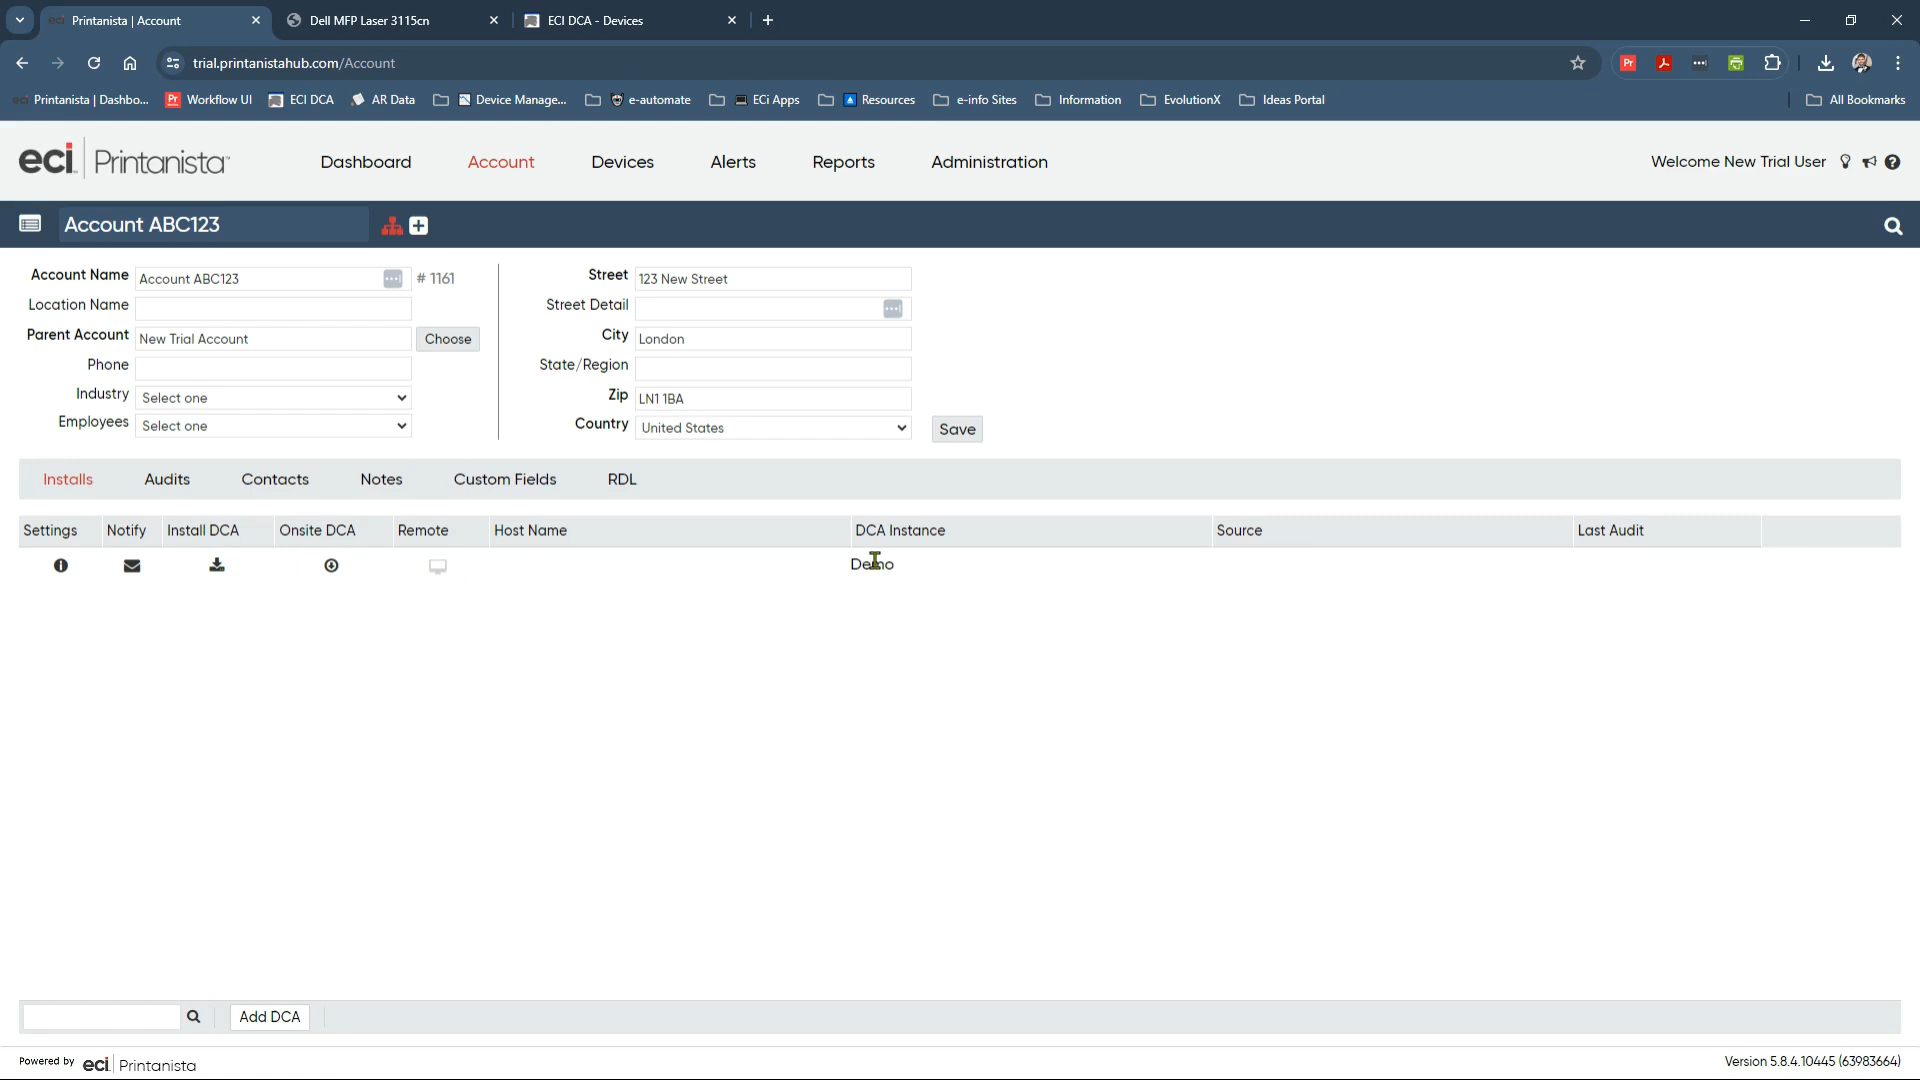 Printanista | Account
Dell MFP Laser 3115cn
ECI DCA - Devices
trial.printanistahub.com/Account
Printanista | Dashbo...
Workflow UI
ECI DCA
AR Data
Device Manage...
e-automate
ECi Apps
Resources
e-info Sites
Information
EvolutionX
Ideas Portal
All Bookmarks
eci Printanista
Dashboard
Account
Devices
Alerts
Reports
Administration
Welcome New Trial User
Account ABC123
Account Name Account ABC123 # 1161
Location Name
Parent Account New Trial Account Choose
Phone
Industry Select one
Employees Select one
Street 123 New Street
Street Detail
City London
State/Region
Zip LN1 1BA
Country United States Save
Installs Audits Contacts Notes Custom Fields RDL
Settings Notify Install DCA Onsite DCA Remote Host Name DCA Instance Source Last Audit
Demo
Add DCA
Powered by eci Printanista
Version 5.8.4.10445 (63983664)